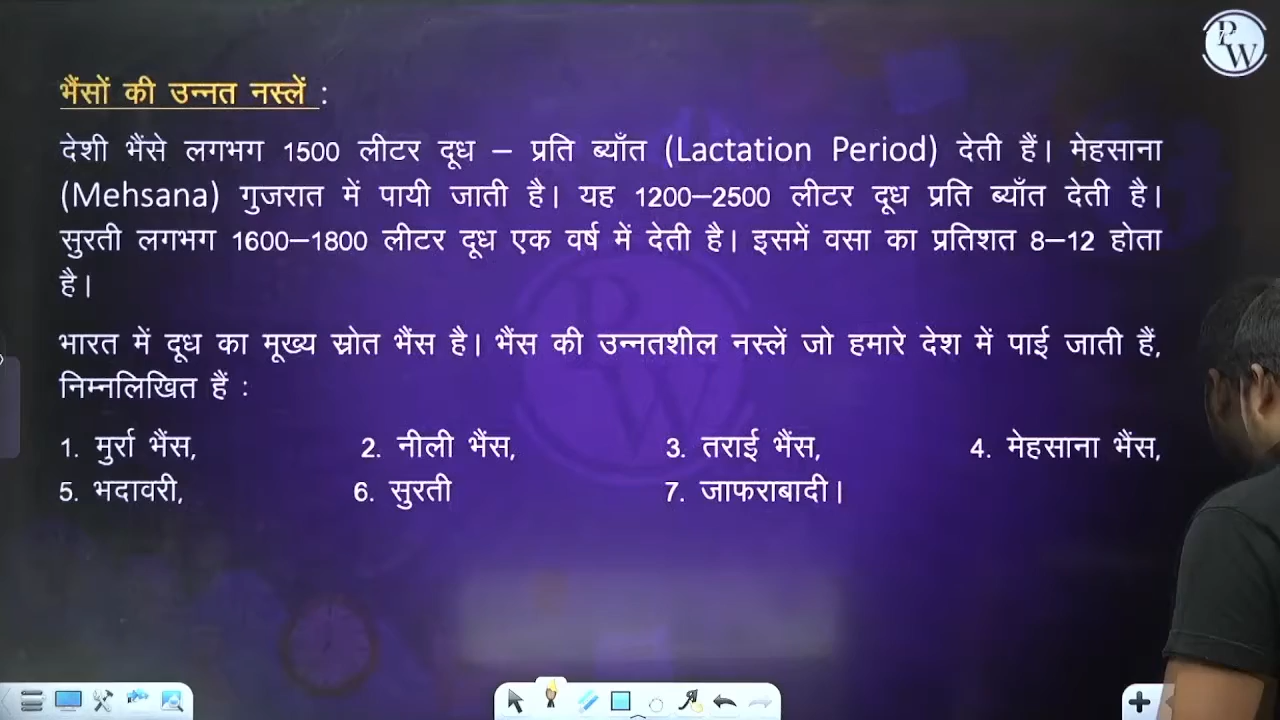 PW
भैंसों की उन्नत नस्लें :
देशी भैंसे लगभग 1500 लीटर दूध – प्रति ब्याँत (Lactation Period) देती हैं। मेहसाना
(Mehsana) गुजरात में पायी जाती है। यह 1200–2500 लीटर दूध प्रति ब्याँत देती है।
सुरती लगभग 1600–1800 लीटर दूध एक वर्ष में देती है। इसमें वसा का प्रतिशत 8–12 होता
है।
भारत में दूध का मूख्य स्रोत भैंस है। भैंस की उन्नतशील नस्लें जो हमारे देश में पाई जाती हैं,
निम्नलिखित हैं :
1. मुर्रा भैंस, 2. नीली भैंस, 3. तराई भैंस, 4. मेहसाना भैंस,
5. भदावरी, 6. सुरती 7. जाफराबादी।